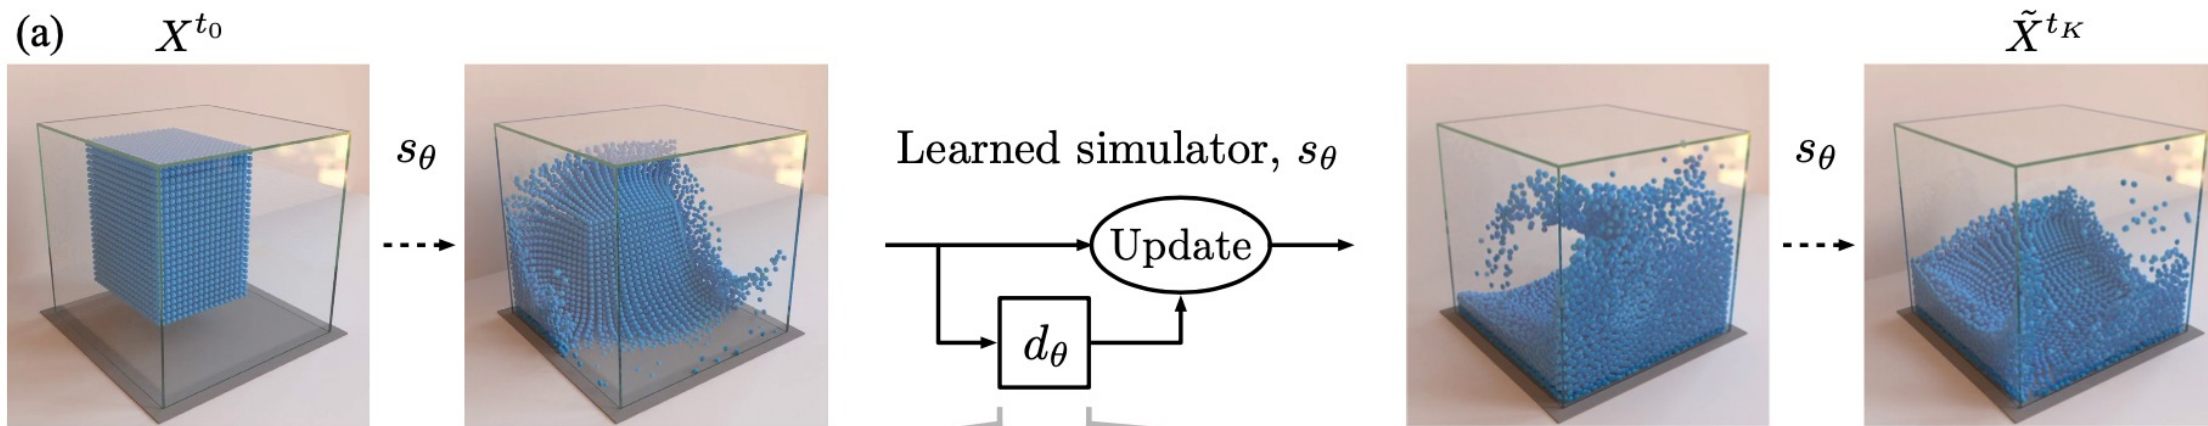 (a) X^{t_0} X̃^{t_K}
s_θ Learned simulator, s_θ s_θ
Update
d_θ